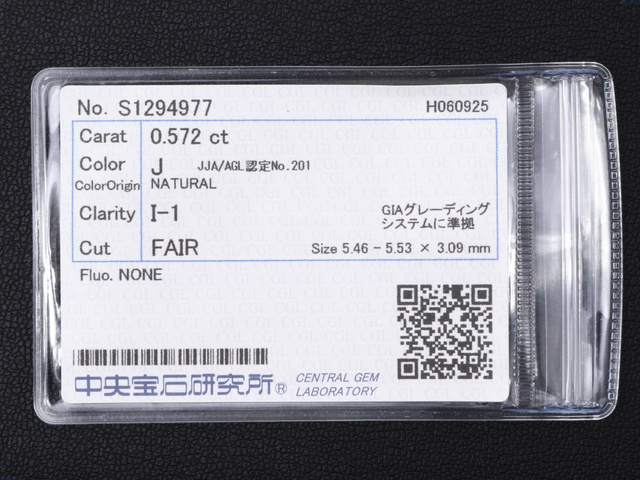 No. S1294977
H060925
Carat 0.572 ct
Color J JJA/AGL認定No.201
ColorOrigin NATURAL
Clarity I-1 GIAグレーディング
システムに準拠
Cut FAIR Size 5.46 - 5.53 × 3.09 mm
Fluo. NONE
中央宝石研究所® CENTRAL GEM
LABORATORY